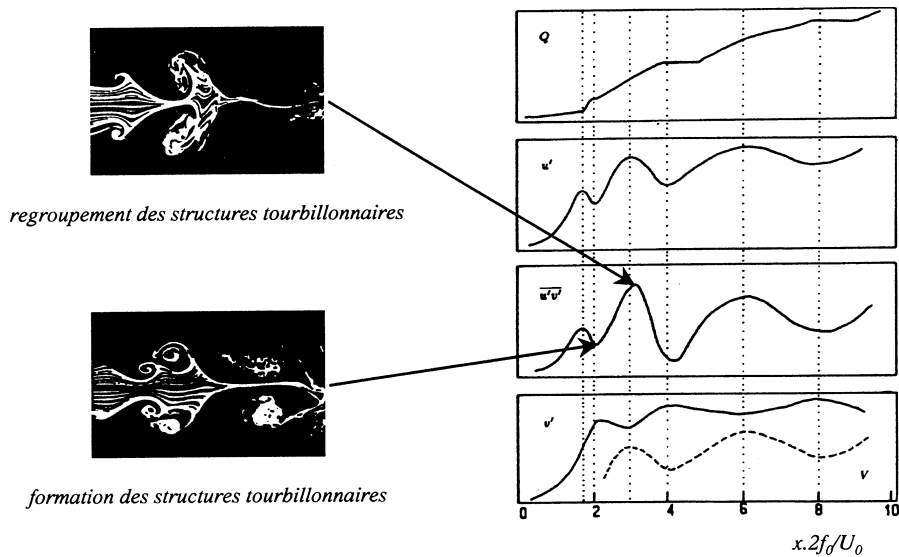 regroupement des structures tourbillonnaires
formation des structures tourbillonnaires
Q
u'
u'v'
v'
V
0 2 4 6 8 10
x.2f₀/U₀